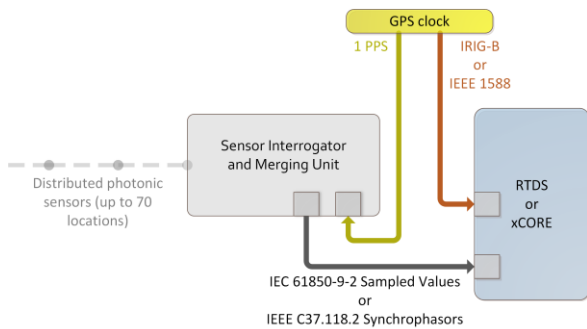 GPS clock
1 PPS
IRIG-B
or
IEEE 1588
Sensor Interrogator
and Merging Unit
Distributed photonic
sensors (up to 70
locations)
RTDS
or
xCORE
IEC 61850-9-2 Sampled Values
or
IEEE C37.118.2 Synchrophasors